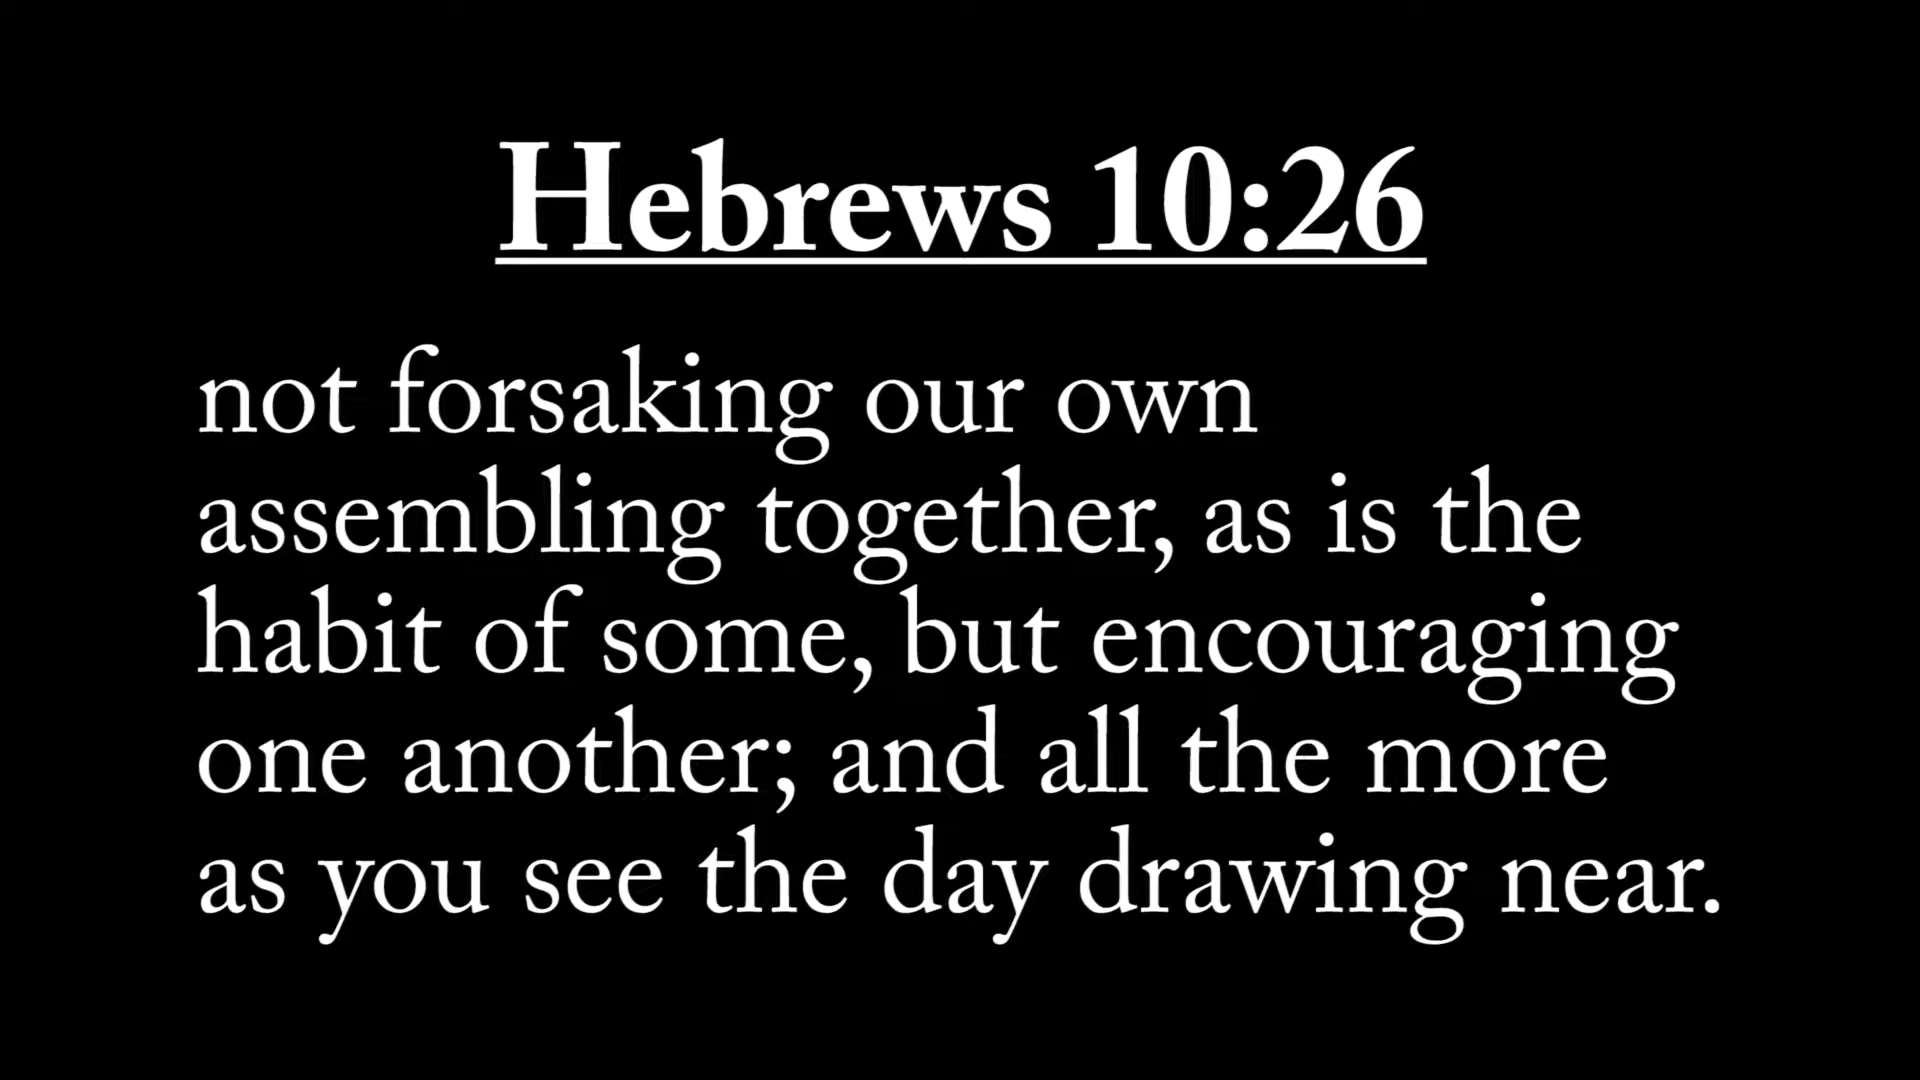 Hebrews 10:26
not forsaking our own
assembling together, as is the
habit of some, but encouraging
one another; and all the more
as you see the day drawing near.